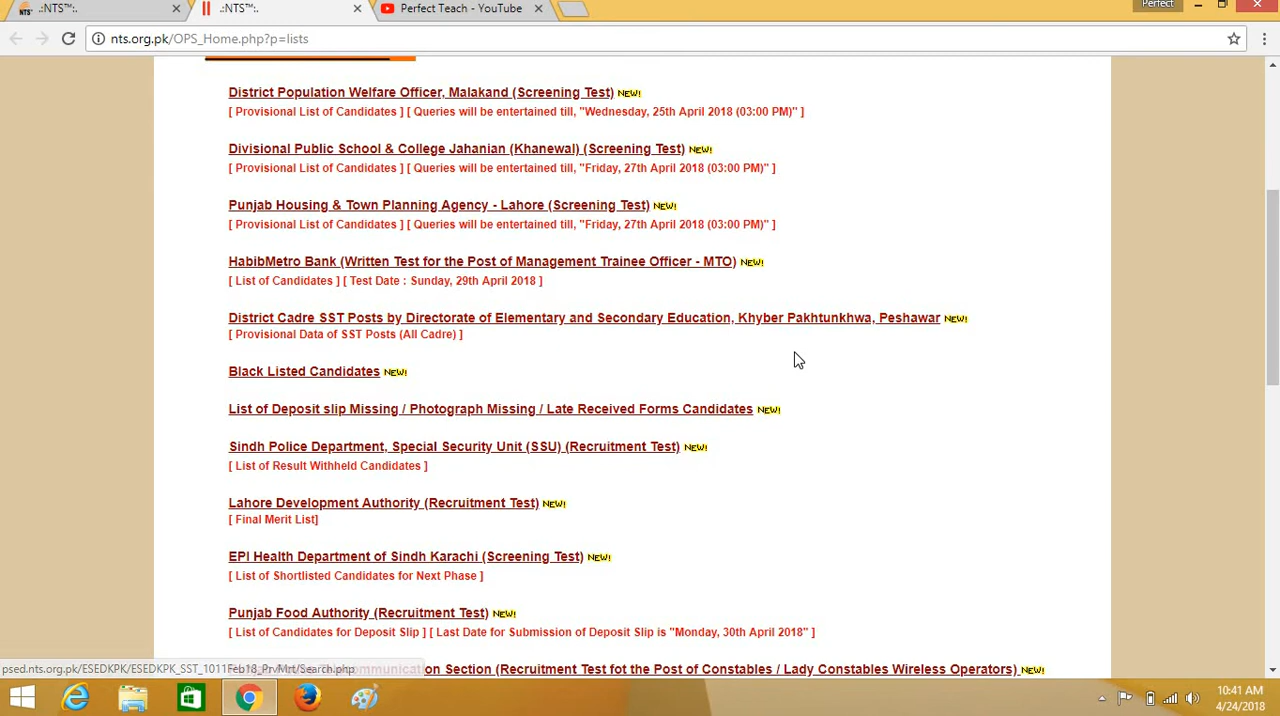 .:NTS™:.
.:NTS™:.
Perfect Teach - YouTube
Perfect
nts.org.pk/OPS_Home.php?p=lists
District Population Welfare Officer, Malakand (Screening Test) NEW!
[ Provisional List of Candidates ] [ Queries will be entertained till, "Wednesday, 25th April 2018 (03:00 PM)" ]
Divisional Public School & College Jahanian (Khanewal) (Screening Test) NEW!
[ Provisional List of Candidates ] [ Queries will be entertained till, "Friday, 27th April 2018 (03:00 PM)" ]
Punjab Housing & Town Planning Agency - Lahore (Screening Test) NEW!
[ Provisional List of Candidates ] [ Queries will be entertained till, "Friday, 27th April 2018 (03:00 PM)" ]
HabibMetro Bank (Written Test for the Post of Management Trainee Officer - MTO) NEW!
[ List of Candidates ] [ Test Date : Sunday, 29th April 2018 ]
District Cadre SST Posts by Directorate of Elementary and Secondary Education, Khyber Pakhtunkhwa, Peshawar NEW!
[ Provisional Data of SST Posts (All Cadre) ]
Black Listed Candidates NEW!
List of Deposit slip Missing / Photograph Missing / Late Received Forms Candidates NEW!
Sindh Police Department, Special Security Unit (SSU) (Recruitment Test) NEW!
[ List of Result Withheld Candidates ]
Lahore Development Authority (Recruitment Test) NEW!
[ Final Merit List]
EPI Health Department of Sindh Karachi (Screening Test) NEW!
[ List of Shortlisted Candidates for Next Phase ]
Punjab Food Authority (Recruitment Test) NEW!
[ List of Candidates for Deposit Slip ] [ Last Date for Submission of Deposit Slip is "Monday, 30th April 2018" ]
on Section (Recruitment Test fot the Post of Constables / Lady Constables Wireless Operators) NEW!
10:41 AM
4/24/2018